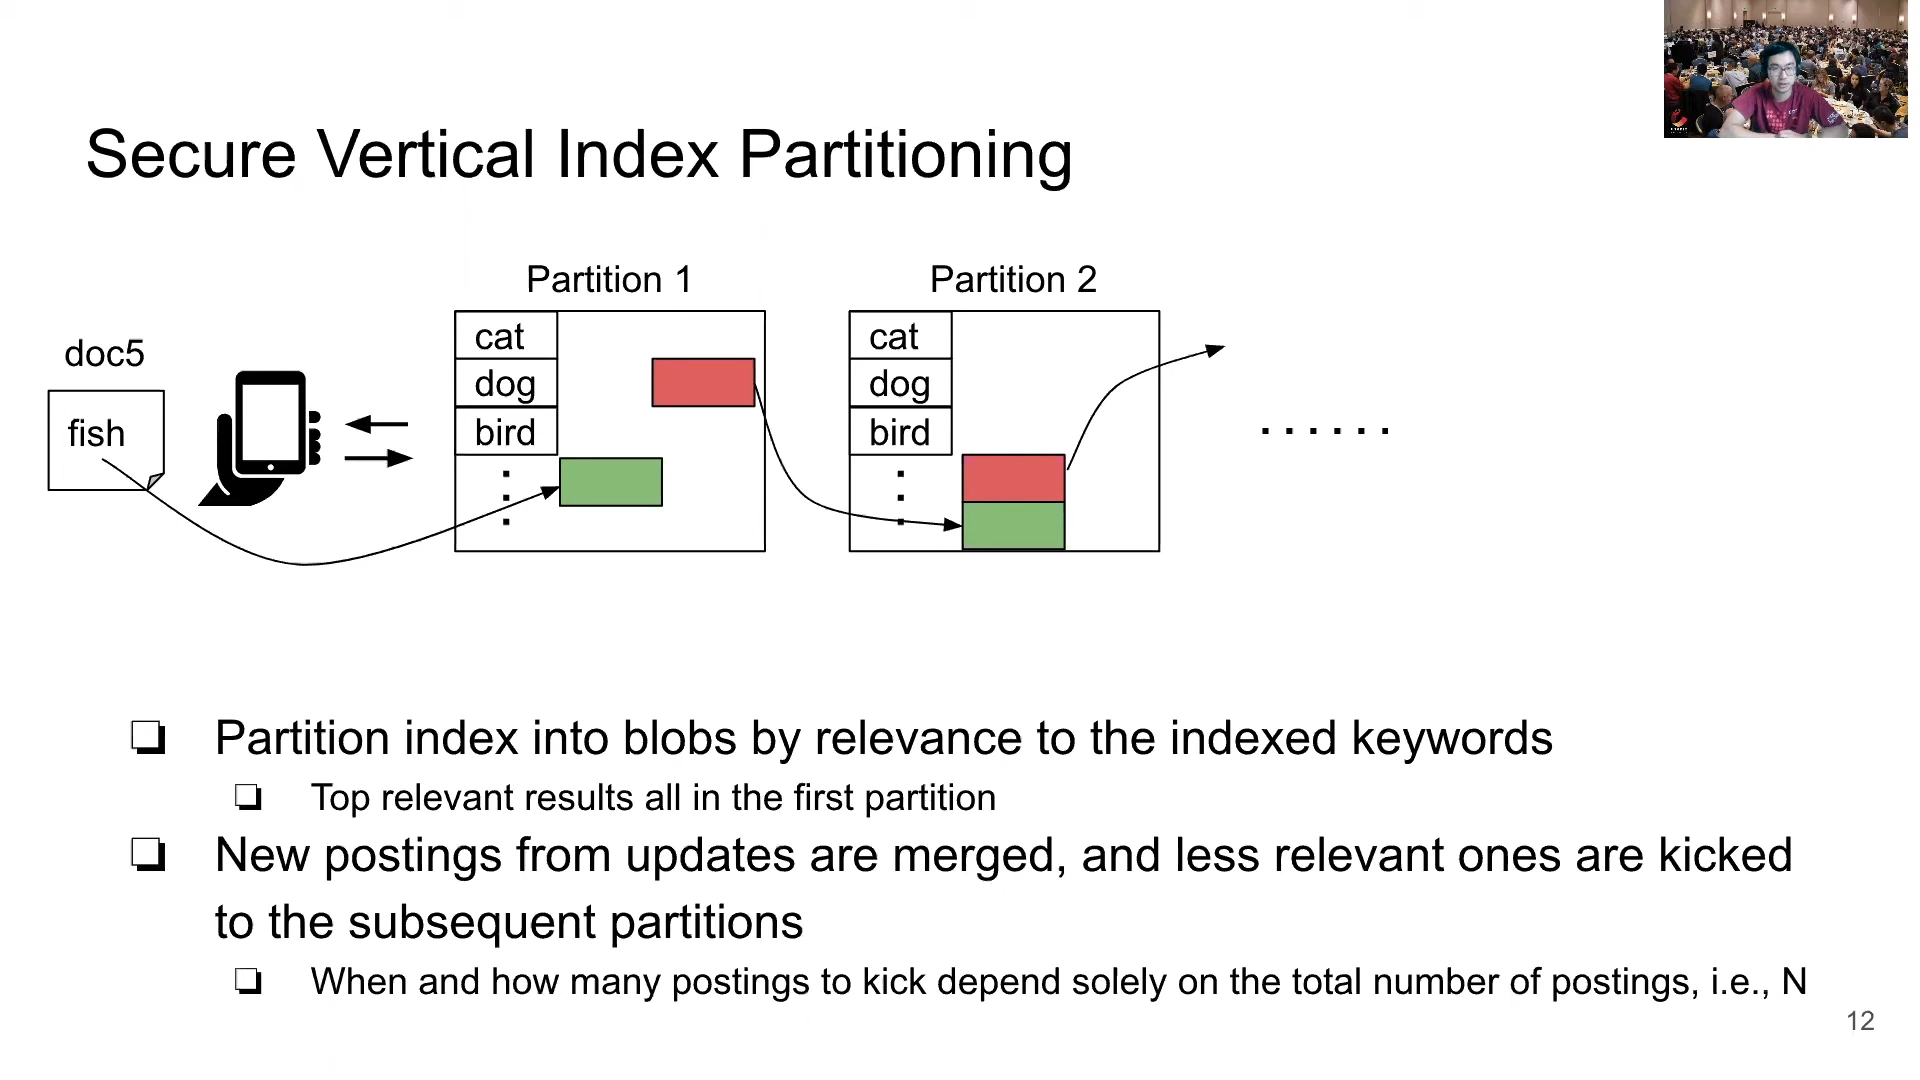 Secure Vertical Index Partitioning
Partition 1
Partition 2
doc5
fish
cat
dog
bird
cat
dog
bird
......
❏ Partition index into blobs by relevance to the indexed keywords
❏ Top relevant results all in the first partition
❏ New postings from updates are merged, and less relevant ones are kicked
to the subsequent partitions
❏ When and how many postings to kick depend solely on the total number of postings, i.e., N
12